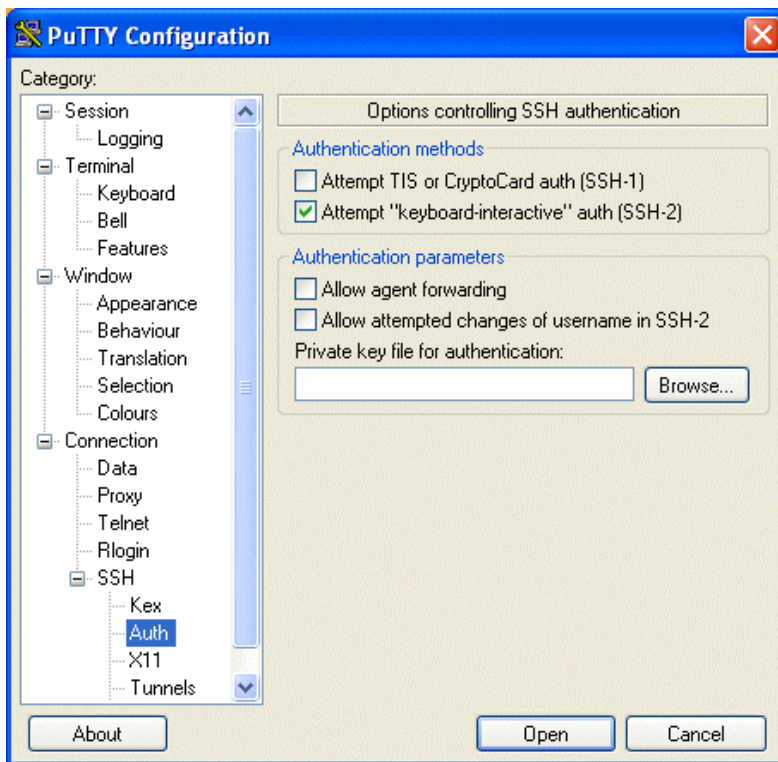 PuTTY Configuration
Category:
Session
Logging
Terminal
Keyboard
Bell
Features
Window
Appearance
Behaviour
Translation
Selection
Colours
Connection
Data
Proxy
Telnet
Rlogin
SSH
Kex
Auth
X11
Tunnels
Options controlling SSH authentication
Authentication methods
Attempt TIS or CryptoCard auth (SSH-1)
Attempt "keyboard-interactive" auth (SSH-2)
Authentication parameters
Allow agent forwarding
Allow attempted changes of username in SSH-2
Private key file for authentication:
Browse...
About
Open
Cancel